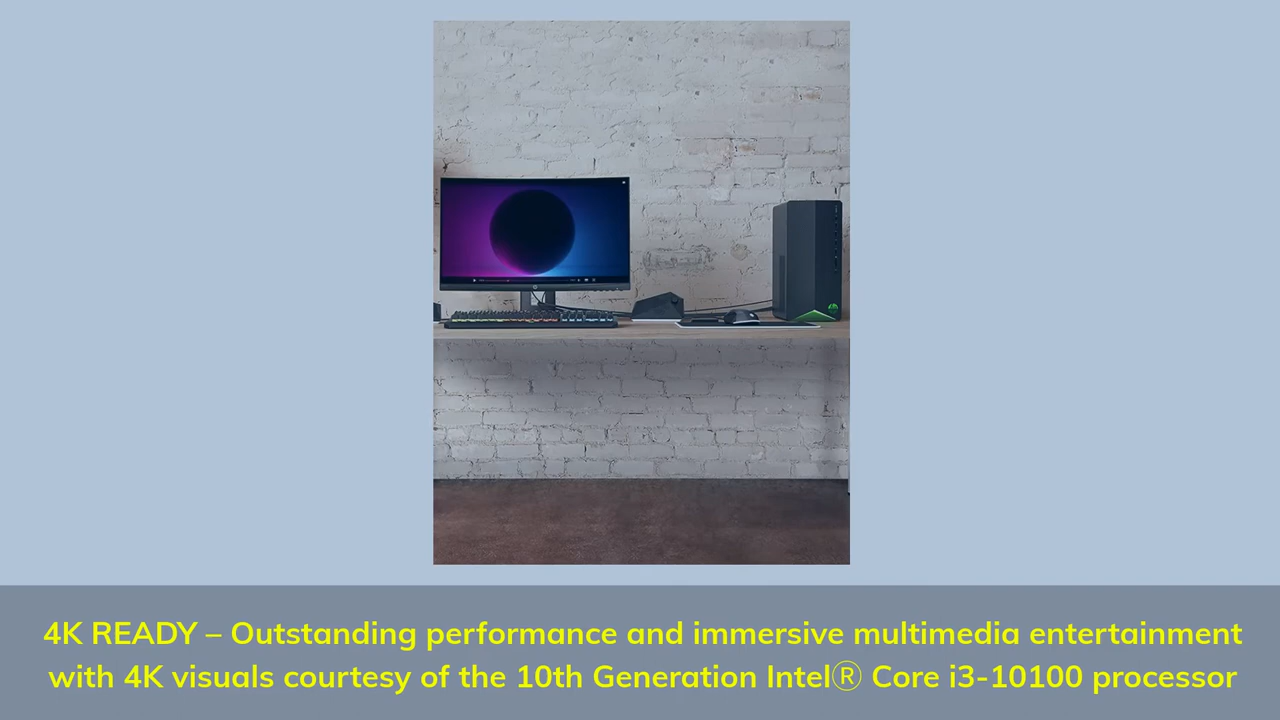 4K READY – Outstanding performance and immersive multimedia entertainment
with 4K visuals courtesy of the 10th Generation Intel® Core i3-10100 processor